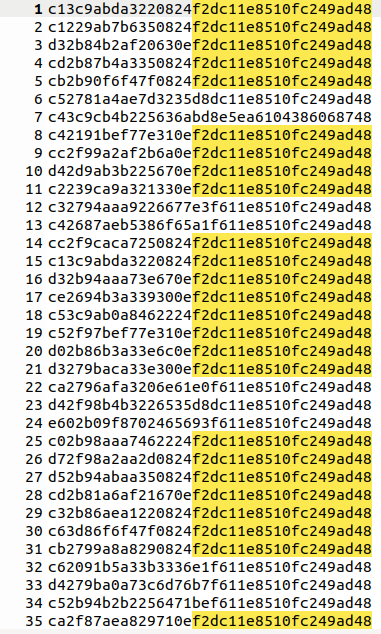 1 c13c9abda3220824f2dc11e8510fc249ad48
2 c1229ab7b6350824f2dc11e8510fc249ad48
3 d32b84b2af20630ef2dc11e8510fc249ad48
4 cd2b87b4a3350824f2dc11e8510fc249ad48
5 cb2b90f6f47f0824f2dc11e8510fc249ad48
6 c52781a4ae7d3235d8dc11e8510fc249ad48
7 c43c9cb4b225636abd8e5ea6104386068748
8 c42191bef77e310ef2dc11e8510fc249ad48
9 cc2f99a2af2b6a0ef2dc11e8510fc249ad48
10 d42d9ab3b225670ef2dc11e8510fc249ad48
11 c2239ca9a321330ef2dc11e8510fc249ad48
12 c32794aaa9226677e3f611e8510fc249ad48
13 c42687aeb5386f65a1f611e8510fc249ad48
14 cc2f9caca7250824f2dc11e8510fc249ad48
15 c13c9abda3220824f2dc11e8510fc249ad48
16 d32b94aaa73e670ef2dc11e8510fc249ad48
17 ce2694b3a339300ef2dc11e8510fc249ad48
18 c53c9ab0a8462224f2dc11e8510fc249ad48
19 c52f97bef77e310ef2dc11e8510fc249ad48
20 d02b86b3a33e6c0ef2dc11e8510fc249ad48
21 d3279baca33e300ef2dc11e8510fc249ad48
22 ca2796afa3206e61e0f611e8510fc249ad48
23 d42f98b4b3226535d8dc11e8510fc249ad48
24 e602b09f8702465693f611e8510fc249ad48
25 c02b98aaa7462224f2dc11e8510fc249ad48
26 d72f98a2aa2d0824f2dc11e8510fc249ad48
27 d52b94abaa350824f2dc11e8510fc249ad48
28 cd2b81a6af21670ef2dc11e8510fc249ad48
29 c32b86aea1220824f2dc11e8510fc249ad48
30 c63d86f6f47f0824f2dc11e8510fc249ad48
31 cb2799a8a8290824f2dc11e8510fc249ad48
32 c62091b5a33b3336e1f611e8510fc249ad48
33 d4279ba0a73c6d76b7f611e8510fc249ad48
34 c52b94b2b2256471bef611e8510fc249ad48
35 ca2f87aea829710ef2dc11e8510fc249ad48